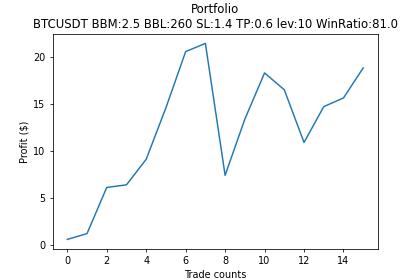 Portfolio
BTCUSDT BBM:2.5 BBL:260 SL:1.4 TP:0.6 lev:10 WinRatio:81.0
20
15
10
5
0
Profit ($)
0 2 4 6 8 10 12 14
Trade counts